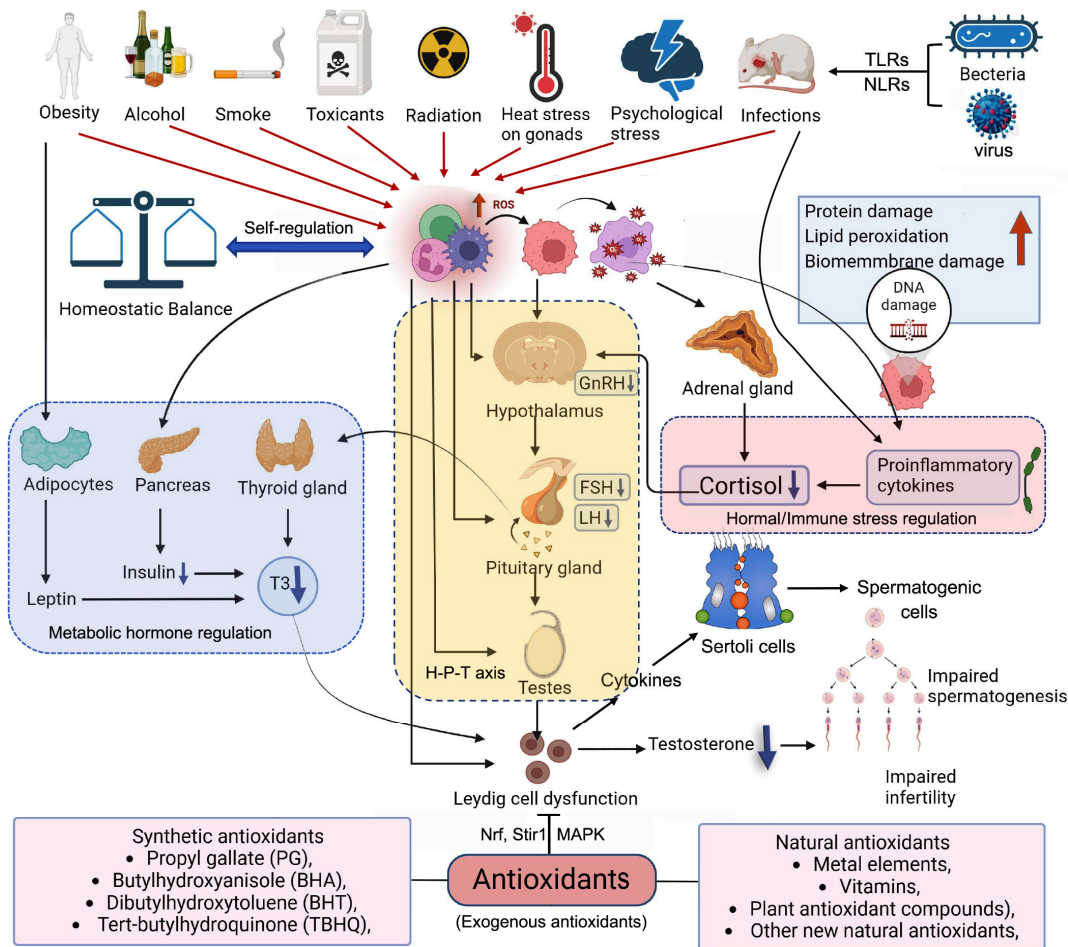 Obesity
Alcohol
Smoke
Toxicants
Radiation
Heat stress
on gonads
Psychological
stress
Infections
TLRs
NLRs
Becteria
virus
ROS
Self-regulation
Homeostatic Balance
Protein damage
Lipid peroxidation
Biomemmbrane damage
DNA
damage
O₂
Adrenal gland
GnRH
Hypothalamus
FSH
LH
Pituitary gland
H-P-T axis
Testes
Adipocytes
Pancreas
Thyroid gland
Insulin
Leptin
T3
Metabolic hormone regulation
Cortisol
Proinflammatory
cytokines
Hormal/Immune stress regulation
Sertoli cells
Spermatogenic
cells
Cytokines
Impaired
spermatogenesis
Testosterone
Impaired
infertility
Leydig cell dysfunction
Nrf, Stir1 MAPK
Antioxidants
(Exogenous antioxidants)
Synthetic antioxidants
• Propyl gallate (PG),
• Butylhydroxyanisole (BHA),
• Dibutylhydroxytoluene (BHT),
• Tert-butylhydroquinone (TBHQ),
Natural antioxidants
• Metal elements,
• Vitamins,
• Plant antioxidant compounds),
• Other new natural antioxidants,